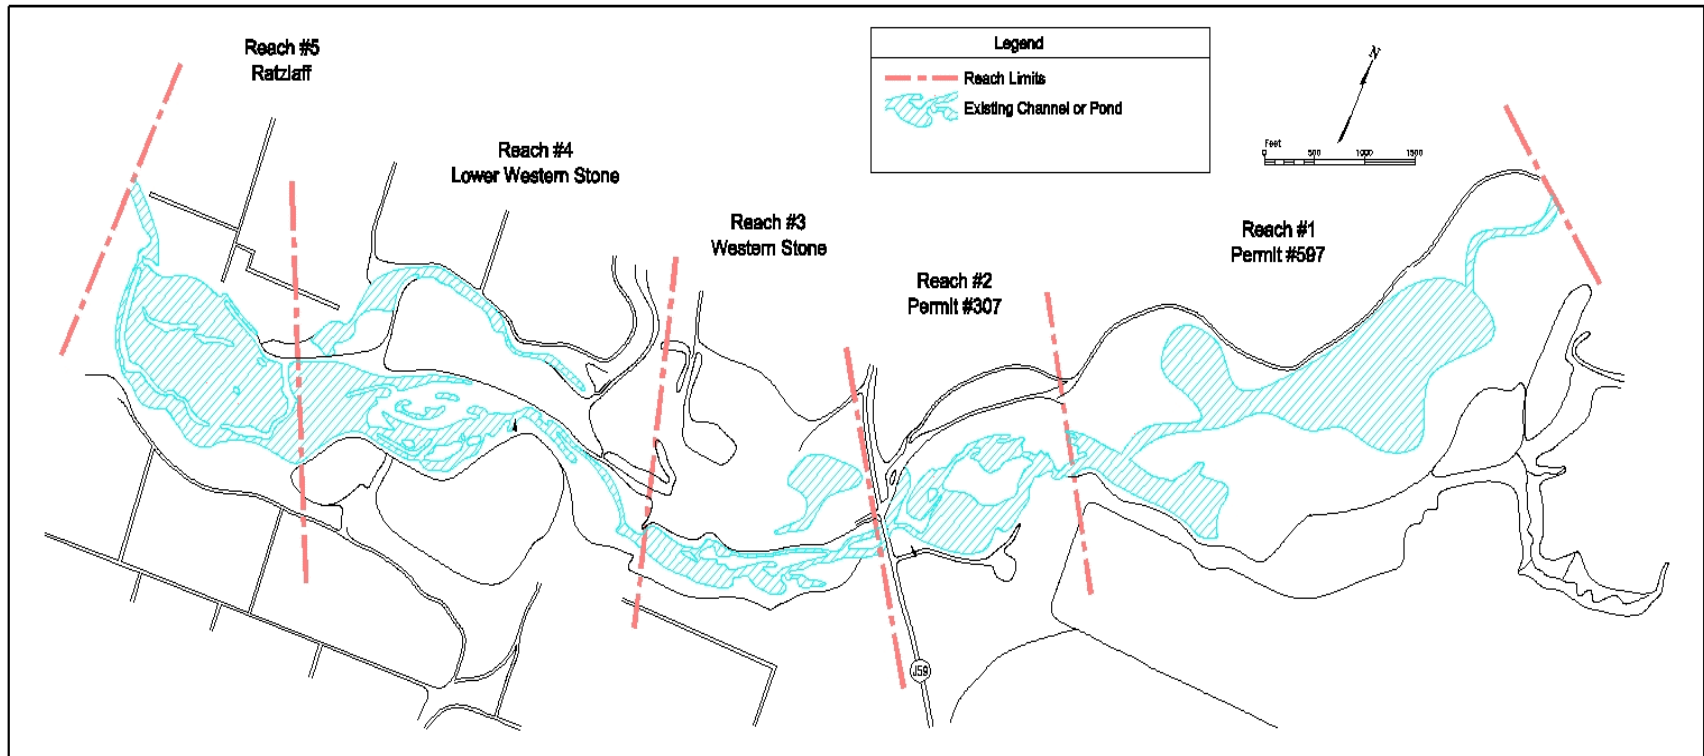 Reach #5
Ratzlaff
Reach #4
Lower Western Stone
Reach #3
Western Stone
Reach #2
Permit #307
Reach #1
Permit #597
Legend
Reach Limits
Existing Channel or Pond
N
Feet
0 500 1000 1500
J59